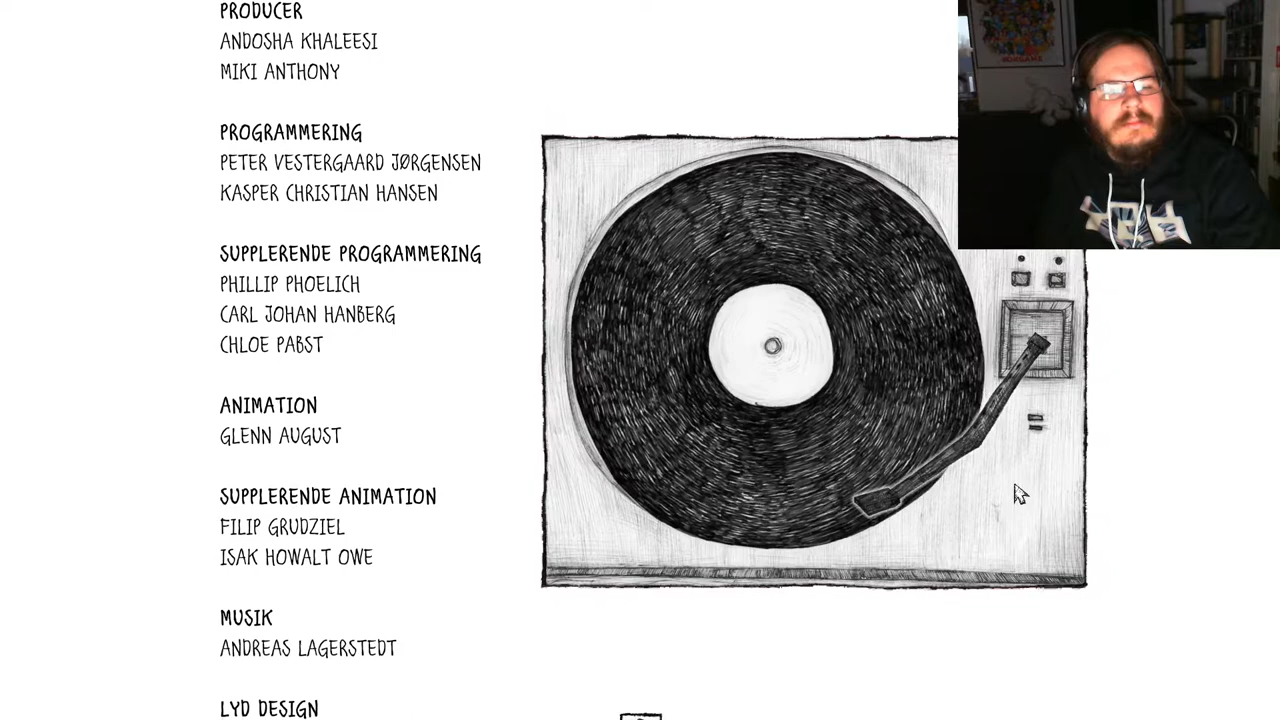 PRODUCER
ANDOSHA KHALEESI
MIKI ANTHONY
PROGRAMMERING
PETER VESTERGAARD JØRGENSEN
KASPER CHRISTIAN HANSEN
SUPPLERENDE PROGRAMMERING
PHILLIP PHOELICH
CARL JOHAN HANBERG
CHLOE PABST
ANIMATION
GLENN AUGUST
SUPPLERENDE ANIMATION
FILIP GRUDZIEL
ISAK HOWALT OWE
MUSIK
ANDREAS LAGERSTEDT
LYD DESIGN